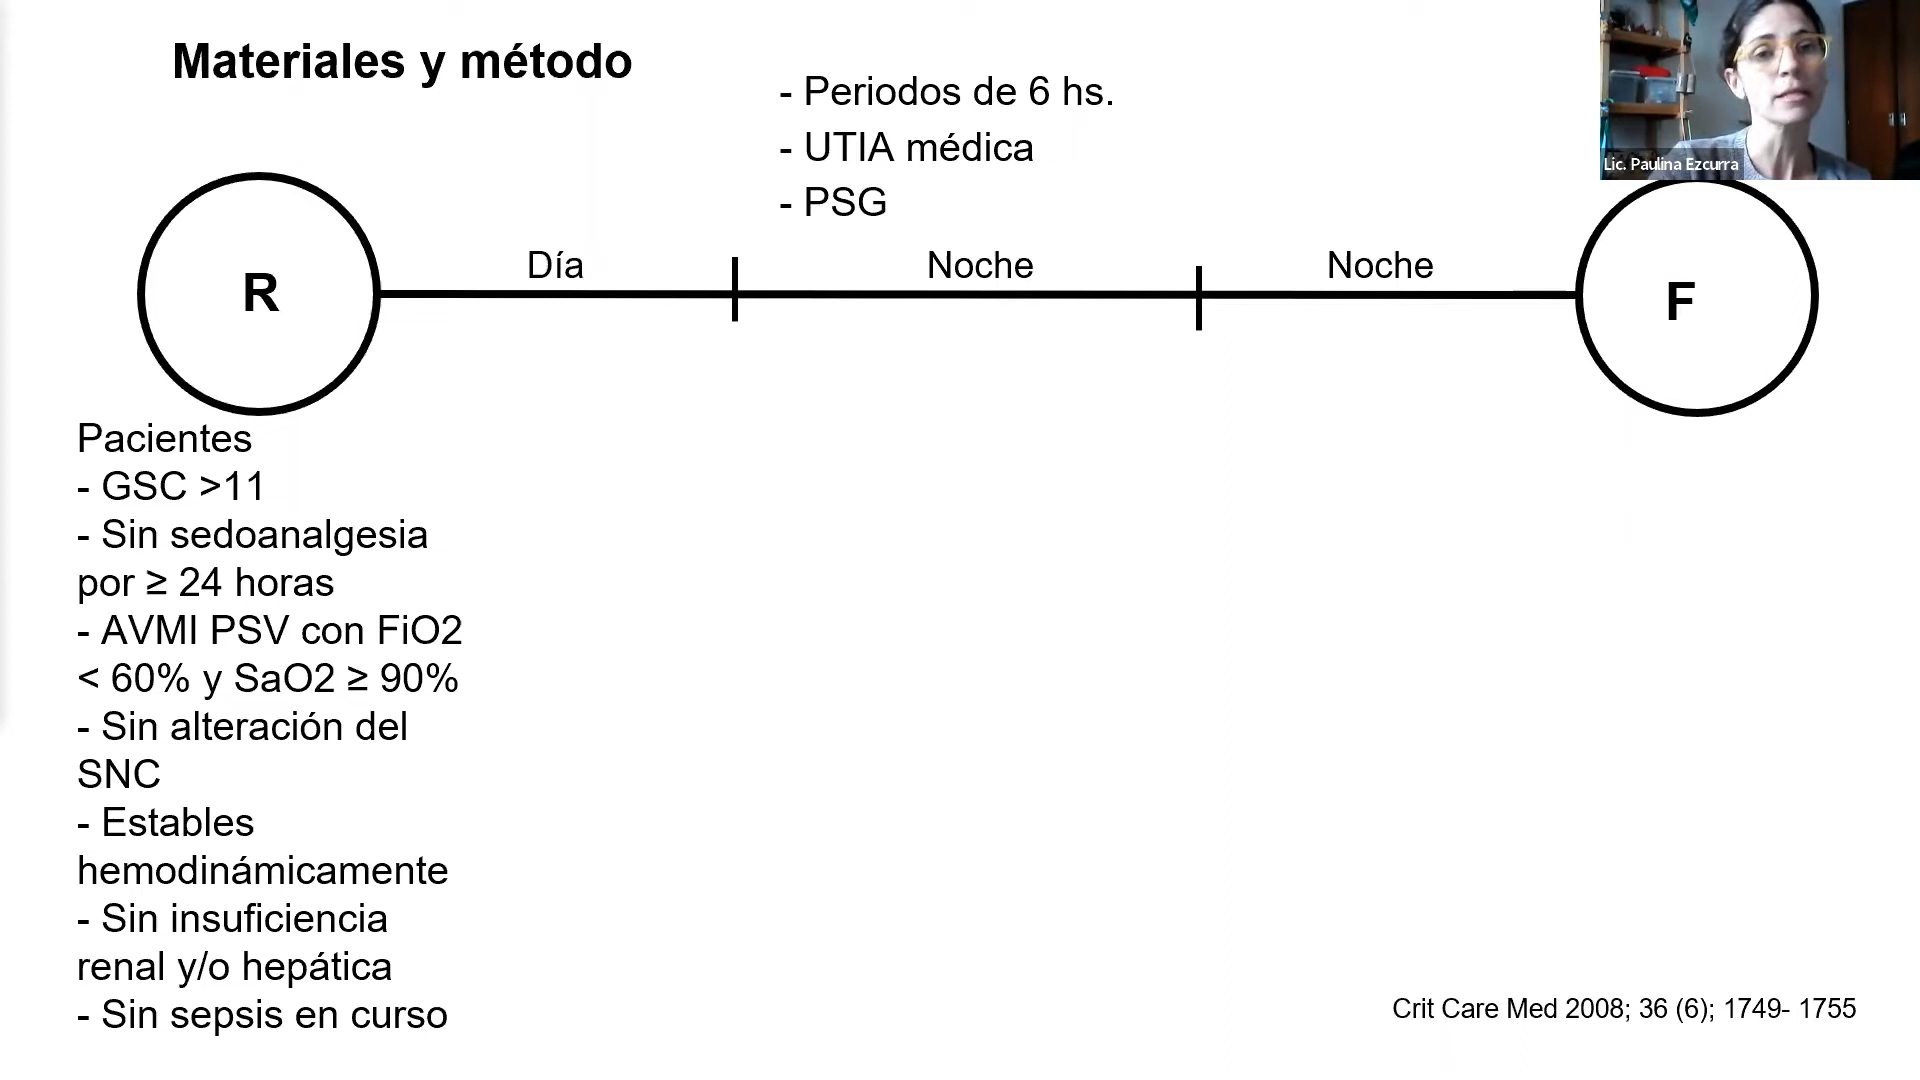 Materiales y método
- Periodos de 6 hs.
- UTIA médica
- PSG
Lic. Paulina Ezcurra
Día
Noche
Noche
R
F
Pacientes
- GSC >11
- Sin sedoanalgesia
por ≥ 24 horas
- AVMI PSV con FiO2
< 60% y SaO2 ≥ 90%
- Sin alteración del
SNC
- Estables
hemodinámicamente
- Sin insuficiencia
renal y/o hepática
- Sin sepsis en curso
Crit Care Med 2008; 36 (6); 1749- 1755